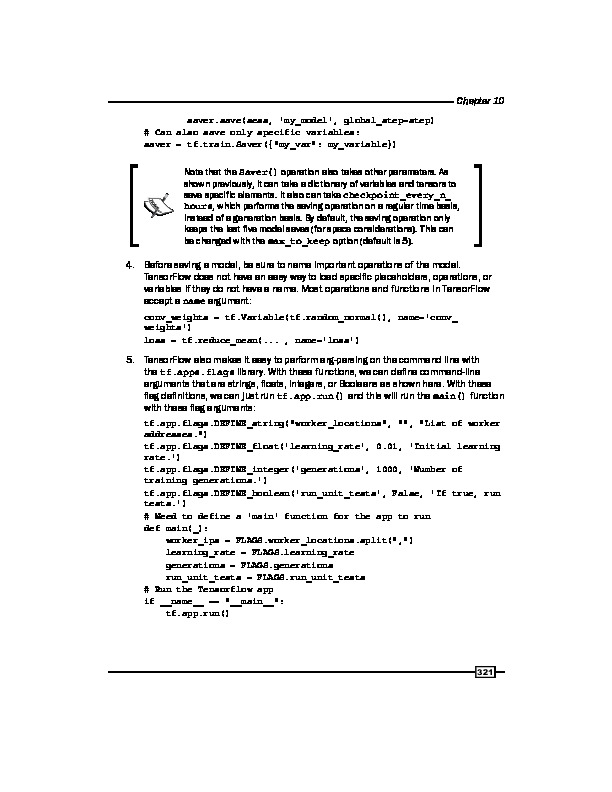 Chapter 10
saver.save(sess, 'my_model', global_step=step)
# Can also save only specific variables:
saver = tf.train.Saver({"my_var": my_variable})
Note that the Saver() operation also takes other parameters. As
shown previously, it can take a dictionary of variables and tensors to
save specific elements. It also can take checkpoint_every_n_
hours, which performs the saving operation on a regular time basis,
instead of a generation basis. By default, the saving operation only
keeps the last five model saves (for space considerations). This can
be changed with the max_to_keep option (default is 5).
4. Before saving a model, be sure to name important operations of the model.
TensorFlow does not have an easy way to load specific placeholders, operations, or
variables if they do not have a name. Most operations and functions in TensorFlow
accept a name argument:
conv_weights = tf.Variable(tf.random_normal(), name='conv_
weights')
loss = tf.reduce_mean(... , name='loss')
5. TensorFlow also makes it easy to perform arg-parsing on the command line with
the tf.apps.flags library. With these functions, we can define command-line
arguments that are strings, floats, integers, or Booleans as shown here. With these
flag definitions, we can just run tf.app.run() and this will run the main() function
with these flag arguments:
tf.app.flags.DEFINE_string("worker_locations", "", "List of worker
addresses.")
tf.app.flags.DEFINE_float('learning_rate', 0.01, 'Initial learning
rate.')
tf.app.flags.DEFINE_integer('generations', 1000, 'Number of
training generations.')
tf.app.flags.DEFINE_boolean('run_unit_tests', False, 'If true, run
tests.')
# Need to define a 'main' function for the app to run
def main(_):
worker_ips = FLAGS.worker_locations.split(",")
learning_rate = FLAGS.learning_rate
generations = FLAGS.generations
run_unit_tests = FLAGS.run_unit_tests
# Run the Tensorflow app
if __name__ == "__main__":
tf.app.run()
321